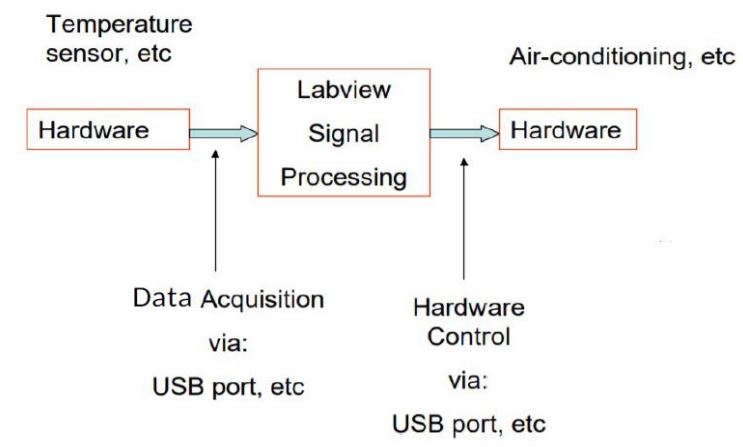 Temperature
sensor, etc
Air-conditioning, etc
Hardware
Labview
Signal
Processing
Hardware
Data Acquisition
via:
USB port, etc
Hardware
Control
via:
USB port, etc